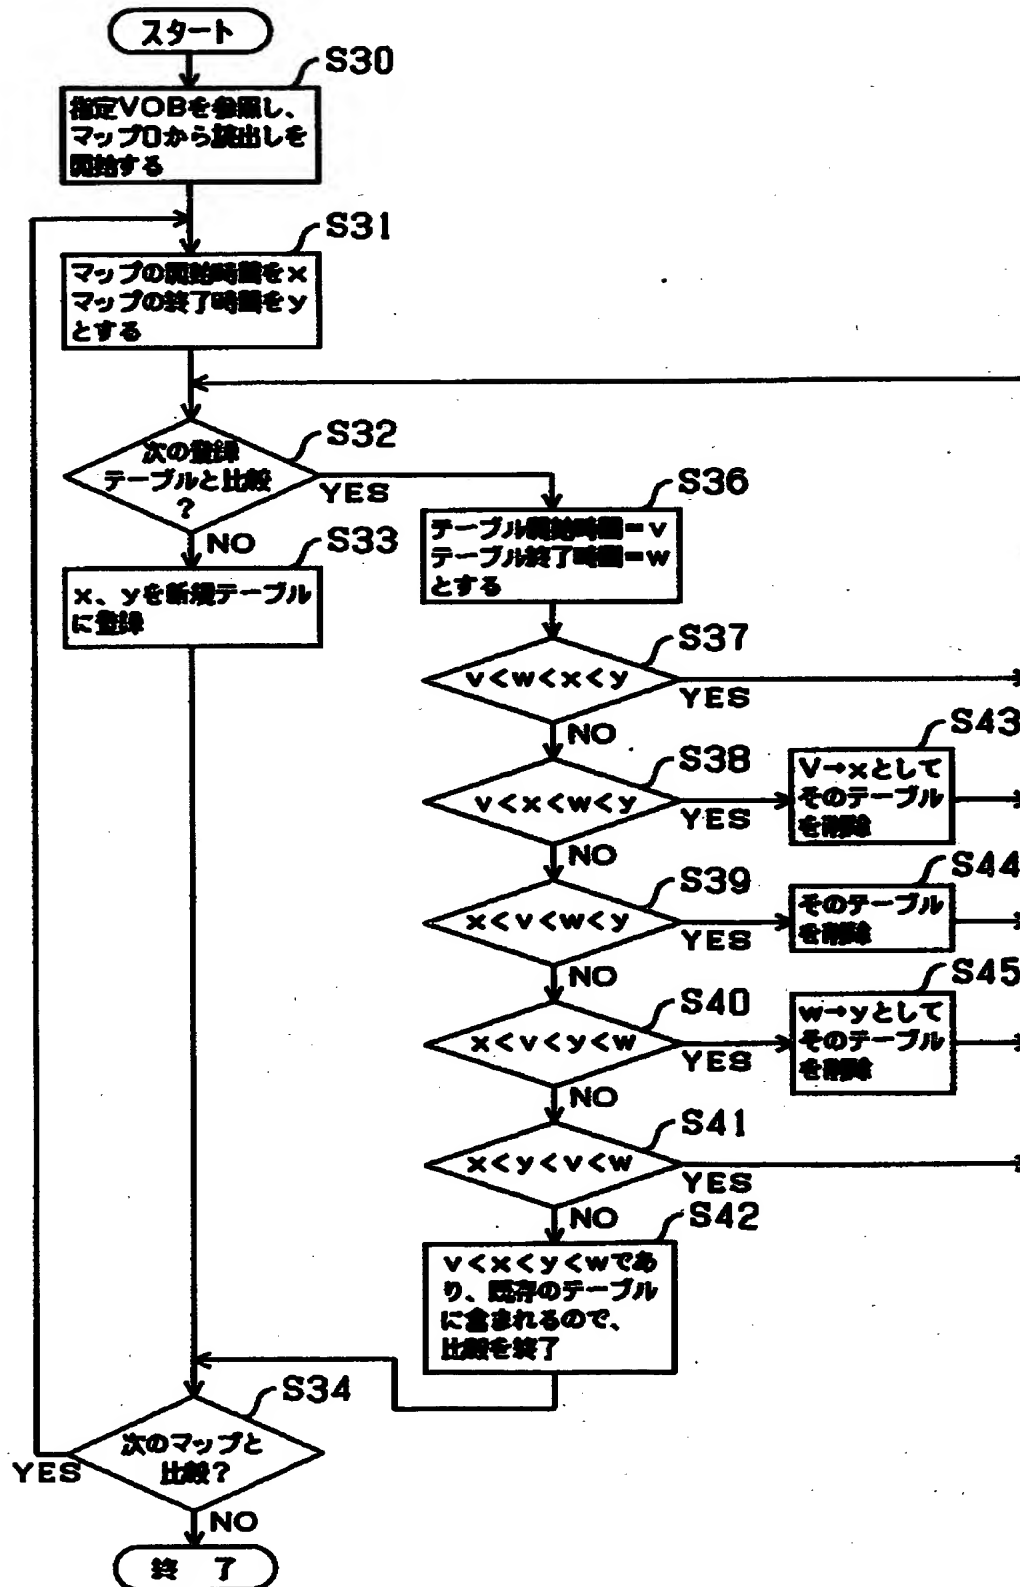 スタート
S30
指定VOBを参照し、
マップ0から読出しを
開始する
S31
マップの開始時間をx
マップの終了時間をy
とする
S32
次の登録
テーブルと比較
?
YES
NO
S33
x、yを新規テーブル
に登録
S36
テーブル開始時間=v
テーブル終了時間=w
とする
S37
v<w<x<y
YES
NO
S38
v<x<w<y
YES
NO
S43
V→xとして
そのテーブル
を削除
S39
x<v<w<y
YES
NO
S44
そのテーブル
を削除
S40
x<v<y<w
YES
NO
S45
w→yとして
そのテーブル
を削除
S41
x<y<v<w
YES
NO
S42
v<x<y<wであ
り、既存のテーブル
に含まれるので、
比較を終了
S34
次のマップと
比較?
YES
NO
終 了